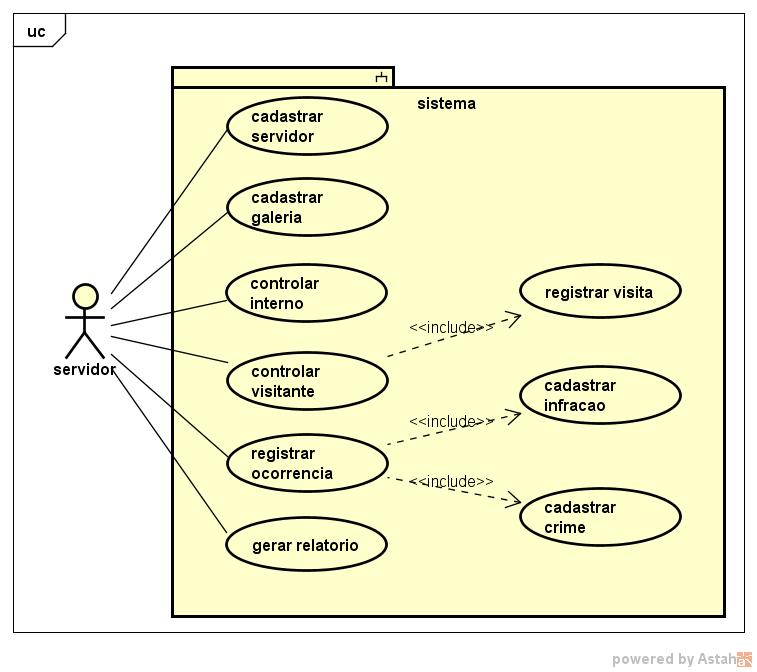 uc
sistema
cadastrar
servidor
cadastrar
galeria
controlar
interno
registrar visita
<<include>>
servidor
controlar
visitante
cadastrar
infracao
<<include>>
registrar
ocorrencia
<<include>>
cadastrar
crime
gerar relatorio
powered by Astah